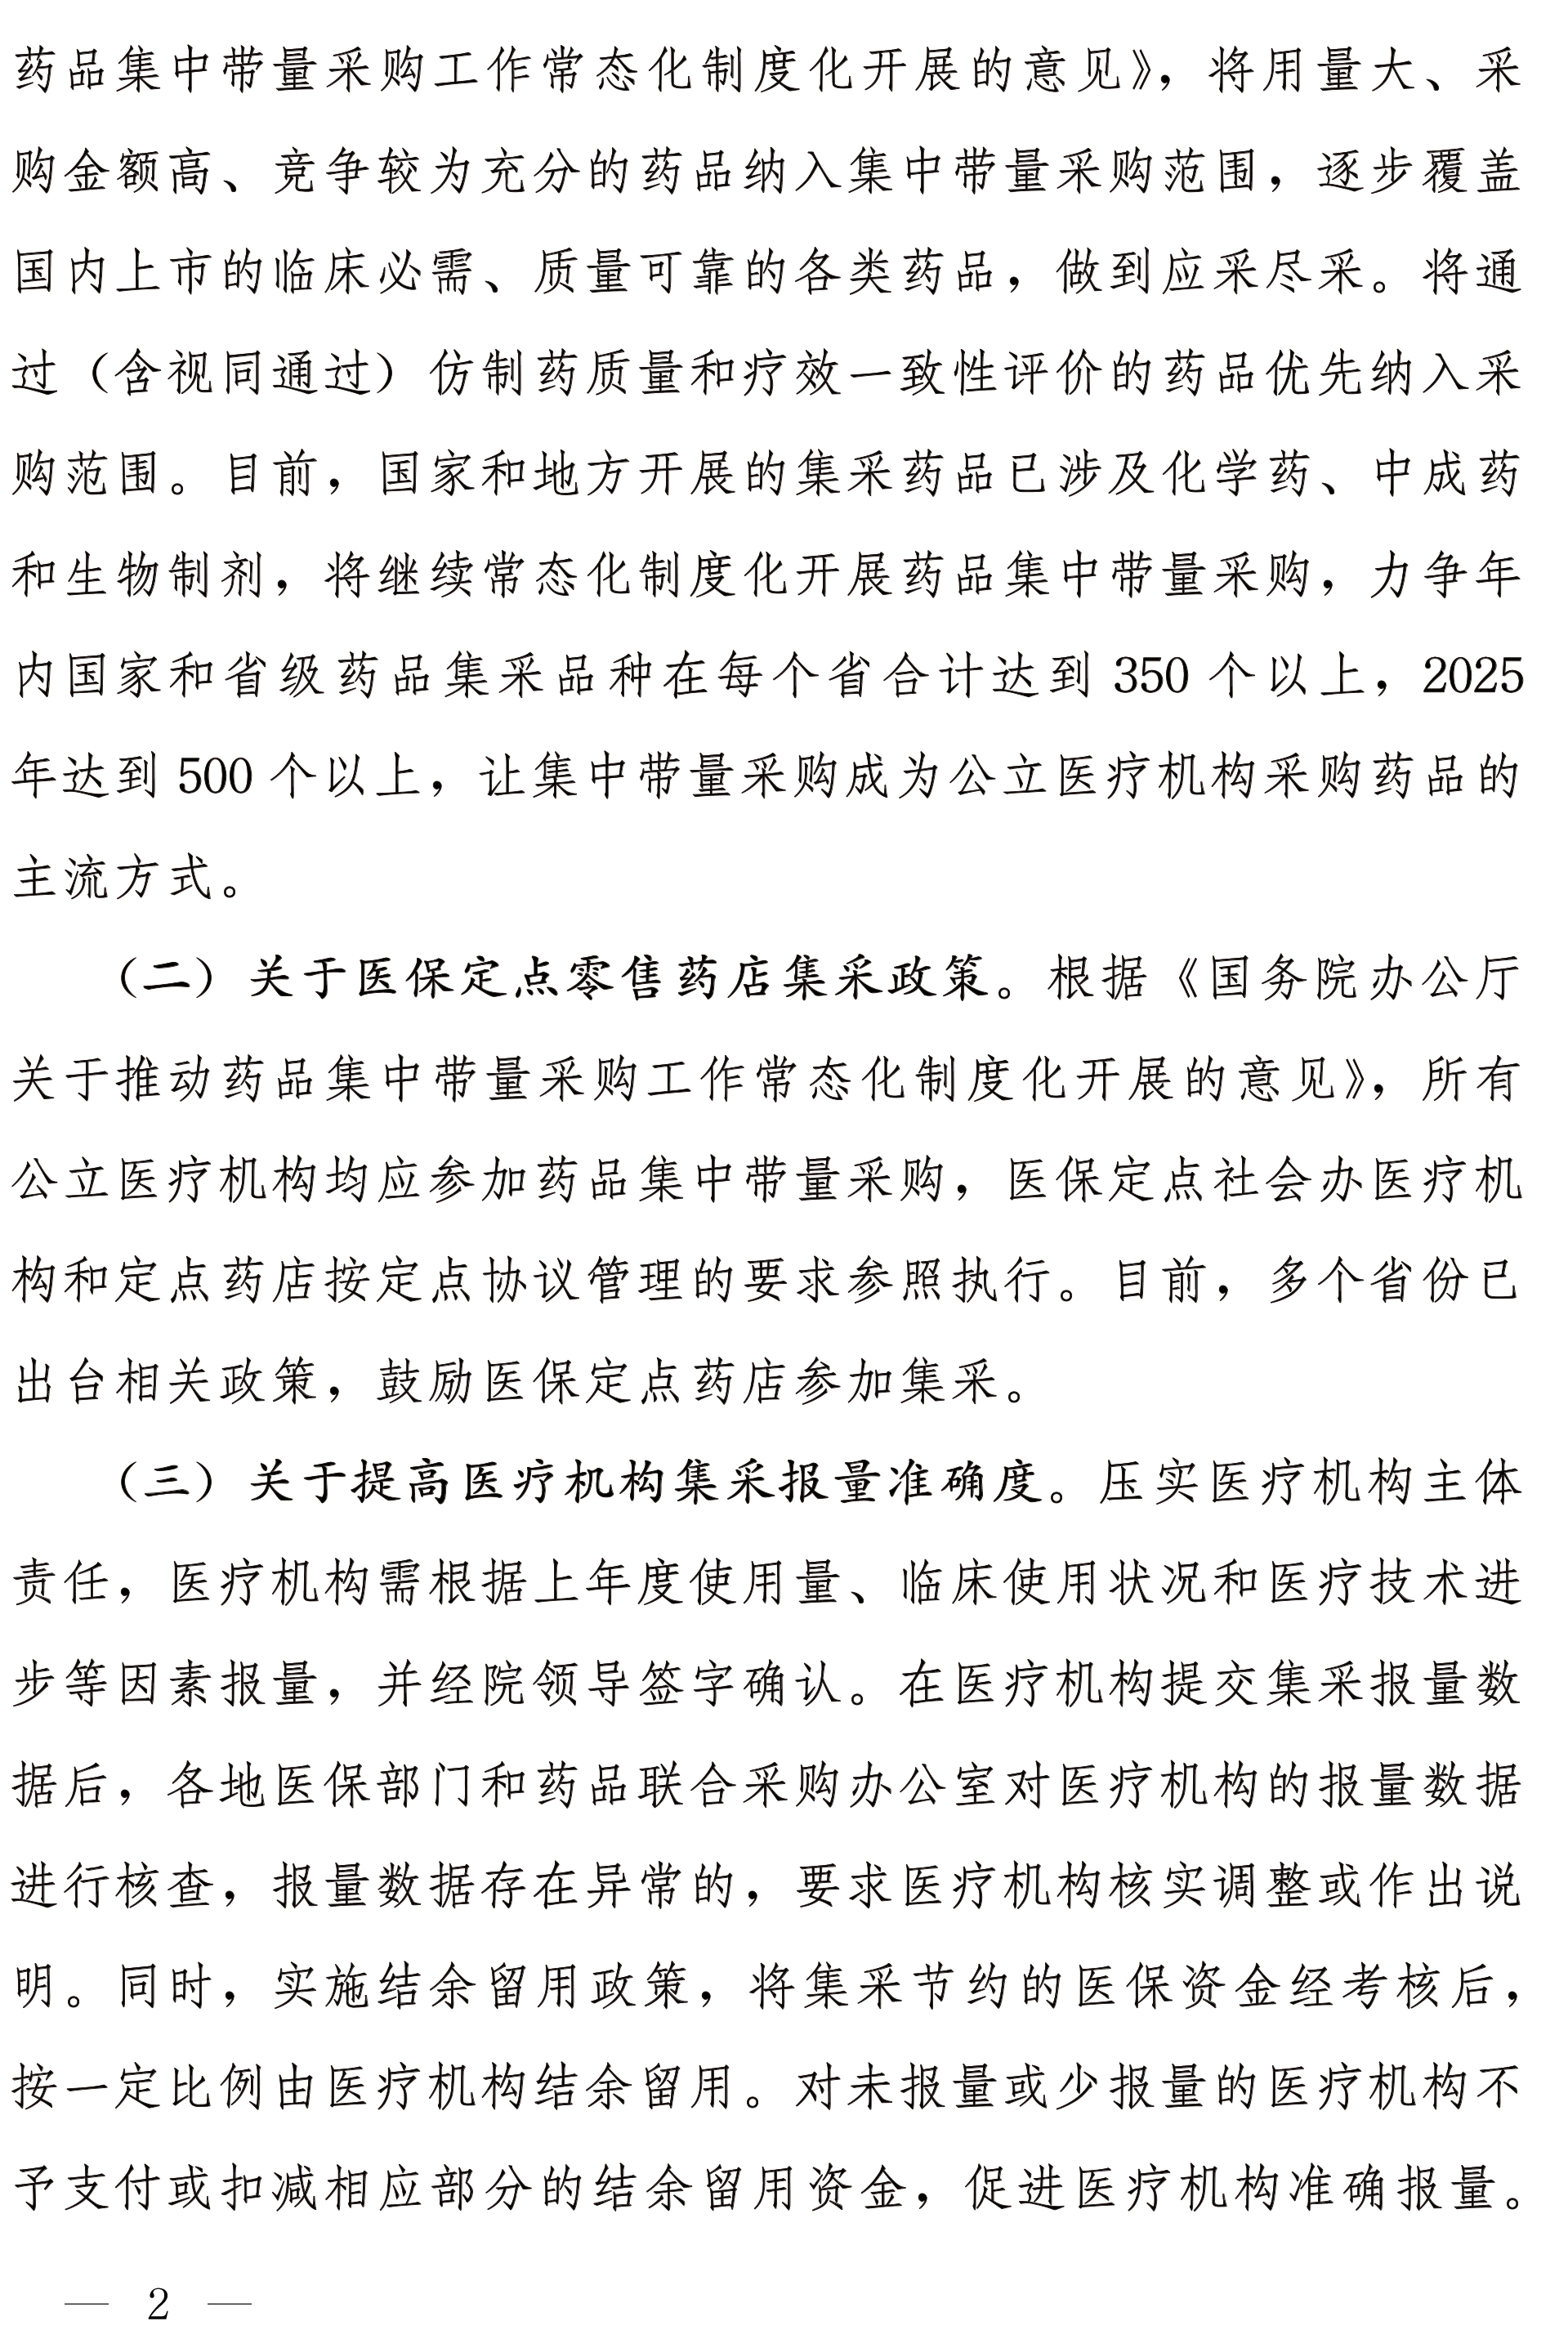 药品集中带量采购工作常态化制度化开展的意见》，将用量大、采
购金额高、竞争较为充分的药品纳入集中带量采购范围，逐步覆盖
国内上市的临床必需、质量可靠的各类药品，做到应采尽采。将通
过（含视同通过）仿制药质量和疗效一致性评价的药品优先纳入采
购范围。目前，国家和地方开展的集采药品已涉及化学药、中成药
和生物制剂，将继续常态化制度化开展药品集中带量采购，力争年
内国家和省级药品集采品种在每个省合计达到 350 个以上，2025
年达到 500 个以上，让集中带量采购成为公立医疗机构采购药品的
主流方式。
（二）关于医保定点零售药店集采政策。根据《国务院办公厅
关于推动药品集中带量采购工作常态化制度化开展的意见》，所有
公立医疗机构均应参加药品集中带量采购，医保定点社会办医疗机
构和定点药店按定点协议管理的要求参照执行。目前，多个省份已
出台相关政策，鼓励医保定点药店参加集采。
（三）关于提高医疗机构集采报量准确度。压实医疗机构主体
责任，医疗机构需根据上年度使用量、临床使用状况和医疗技术进
步等因素报量，并经院领导签字确认。在医疗机构提交集采报量数
据后，各地医保部门和药品联合采购办公室对医疗机构的报量数据
进行核查，报量数据存在异常的，要求医疗机构核实调整或作出说
明。同时，实施结余留用政策，将集采节约的医保资金经考核后，
按一定比例由医疗机构结余留用。对未报量或少报量的医疗机构不
予支付或扣减相应部分的结余留用资金，促进医疗机构准确报量。
— 2 —